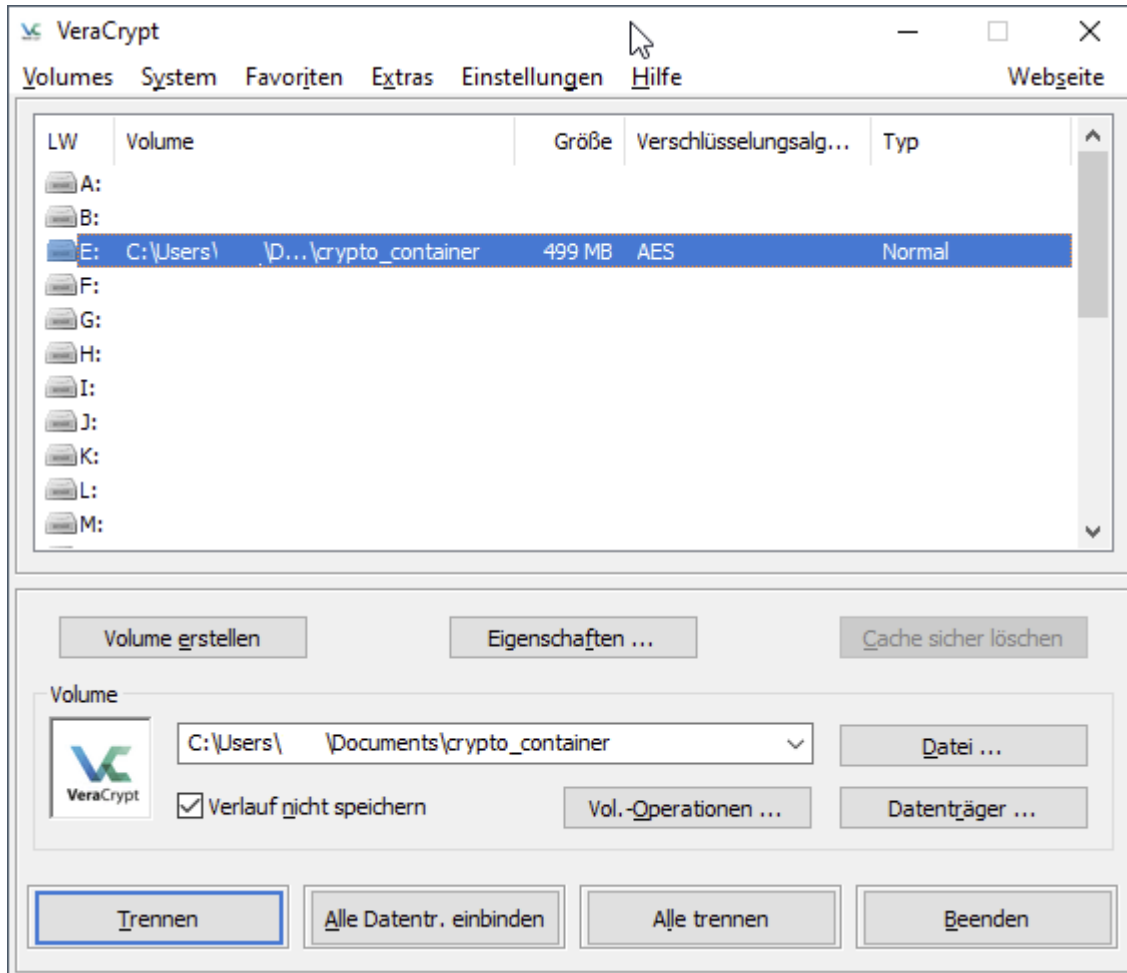 VeraCrypt
Volumes System Favoriten Extras Einstellungen Hilfe Webseite
LW Volume Größe Verschlüsselungsalg... Typ
A:
B:
E: C:\Users\ \D...\crypto_container 499 MB AES Normal
F:
G:
H:
I:
J:
K:
L:
M:
Volume erstellen Eigenschaften ... Cache sicher löschen
Volume
C:\Users\ \Documents\crypto_container Datei ...
VeraCrypt
Verlauf nicht speichern Vol.-Operationen ... Datenträger ...
Trennen Alle Datentr. einbinden Alle trennen Beenden